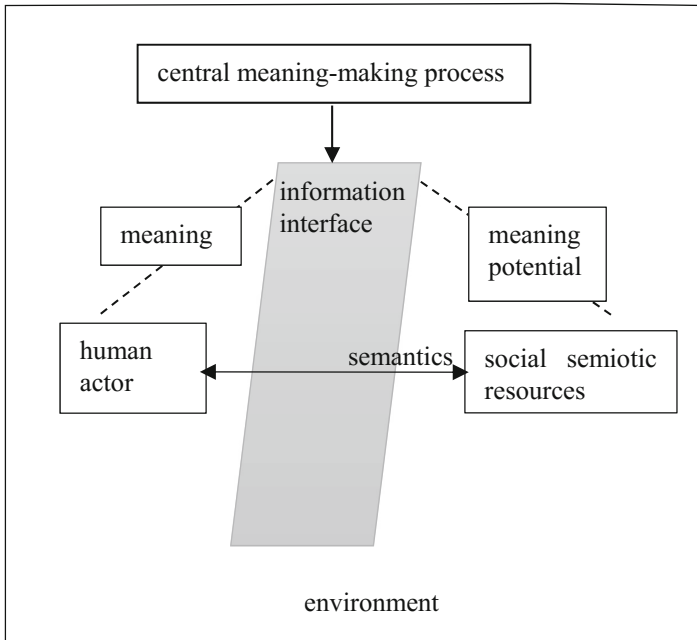 central meaning-making process
information
interface
meaning
meaning
potential
human
actor
semantics
social semiotic
resources
environment